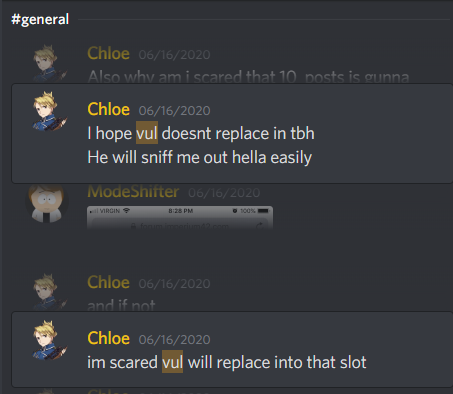 #general
Chloe 06/16/2020
Also why am i scared that 10 posts is gunna
Chloe 06/16/2020
I hope vul doesnt replace in tbh
He will sniff me out hella easily
ModeShifter 06/16/2020
VIRGIN 8:28 PM 100%
Chloe 06/16/2020
and if not
Chloe 06/16/2020
im scared vul will replace into that slot